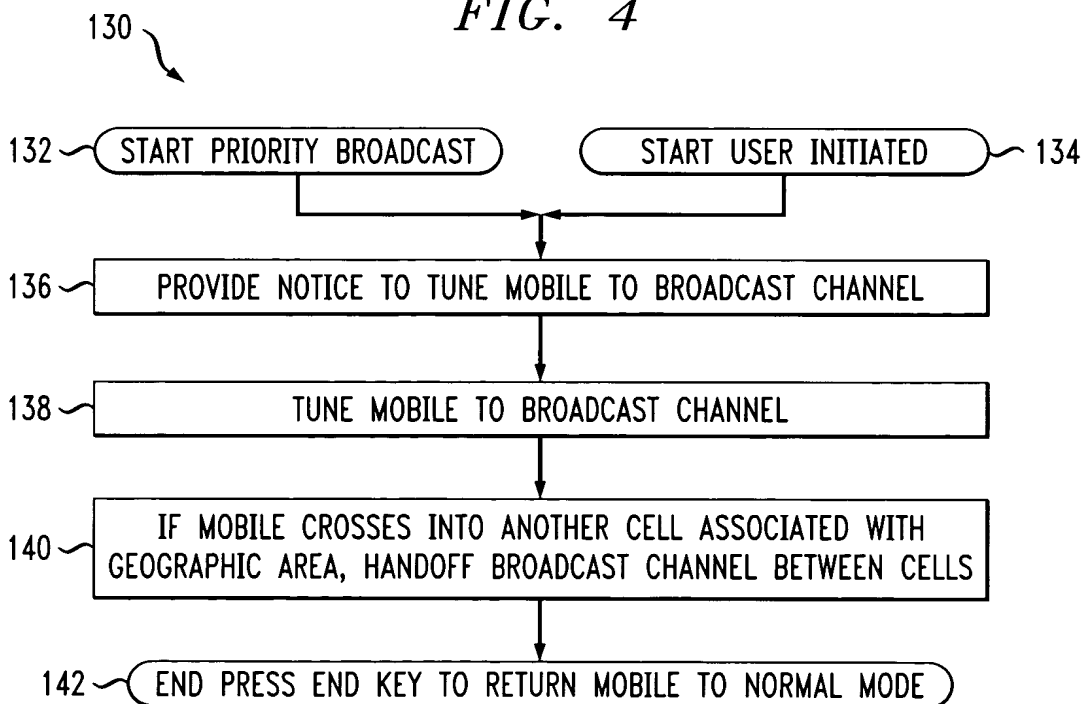 FIG. 4
130
132 START PRIORITY BROADCAST
START USER INITIATED 134
136 PROVIDE NOTICE TO TUNE MOBILE TO BROADCAST CHANNEL
138 TUNE MOBILE TO BROADCAST CHANNEL
140 IF MOBILE CROSSES INTO ANOTHER CELL ASSOCIATED WITH
GEOGRAPHIC AREA, HANDOFF BROADCAST CHANNEL BETWEEN CELLS
142 END PRESS END KEY TO RETURN MOBILE TO NORMAL MODE